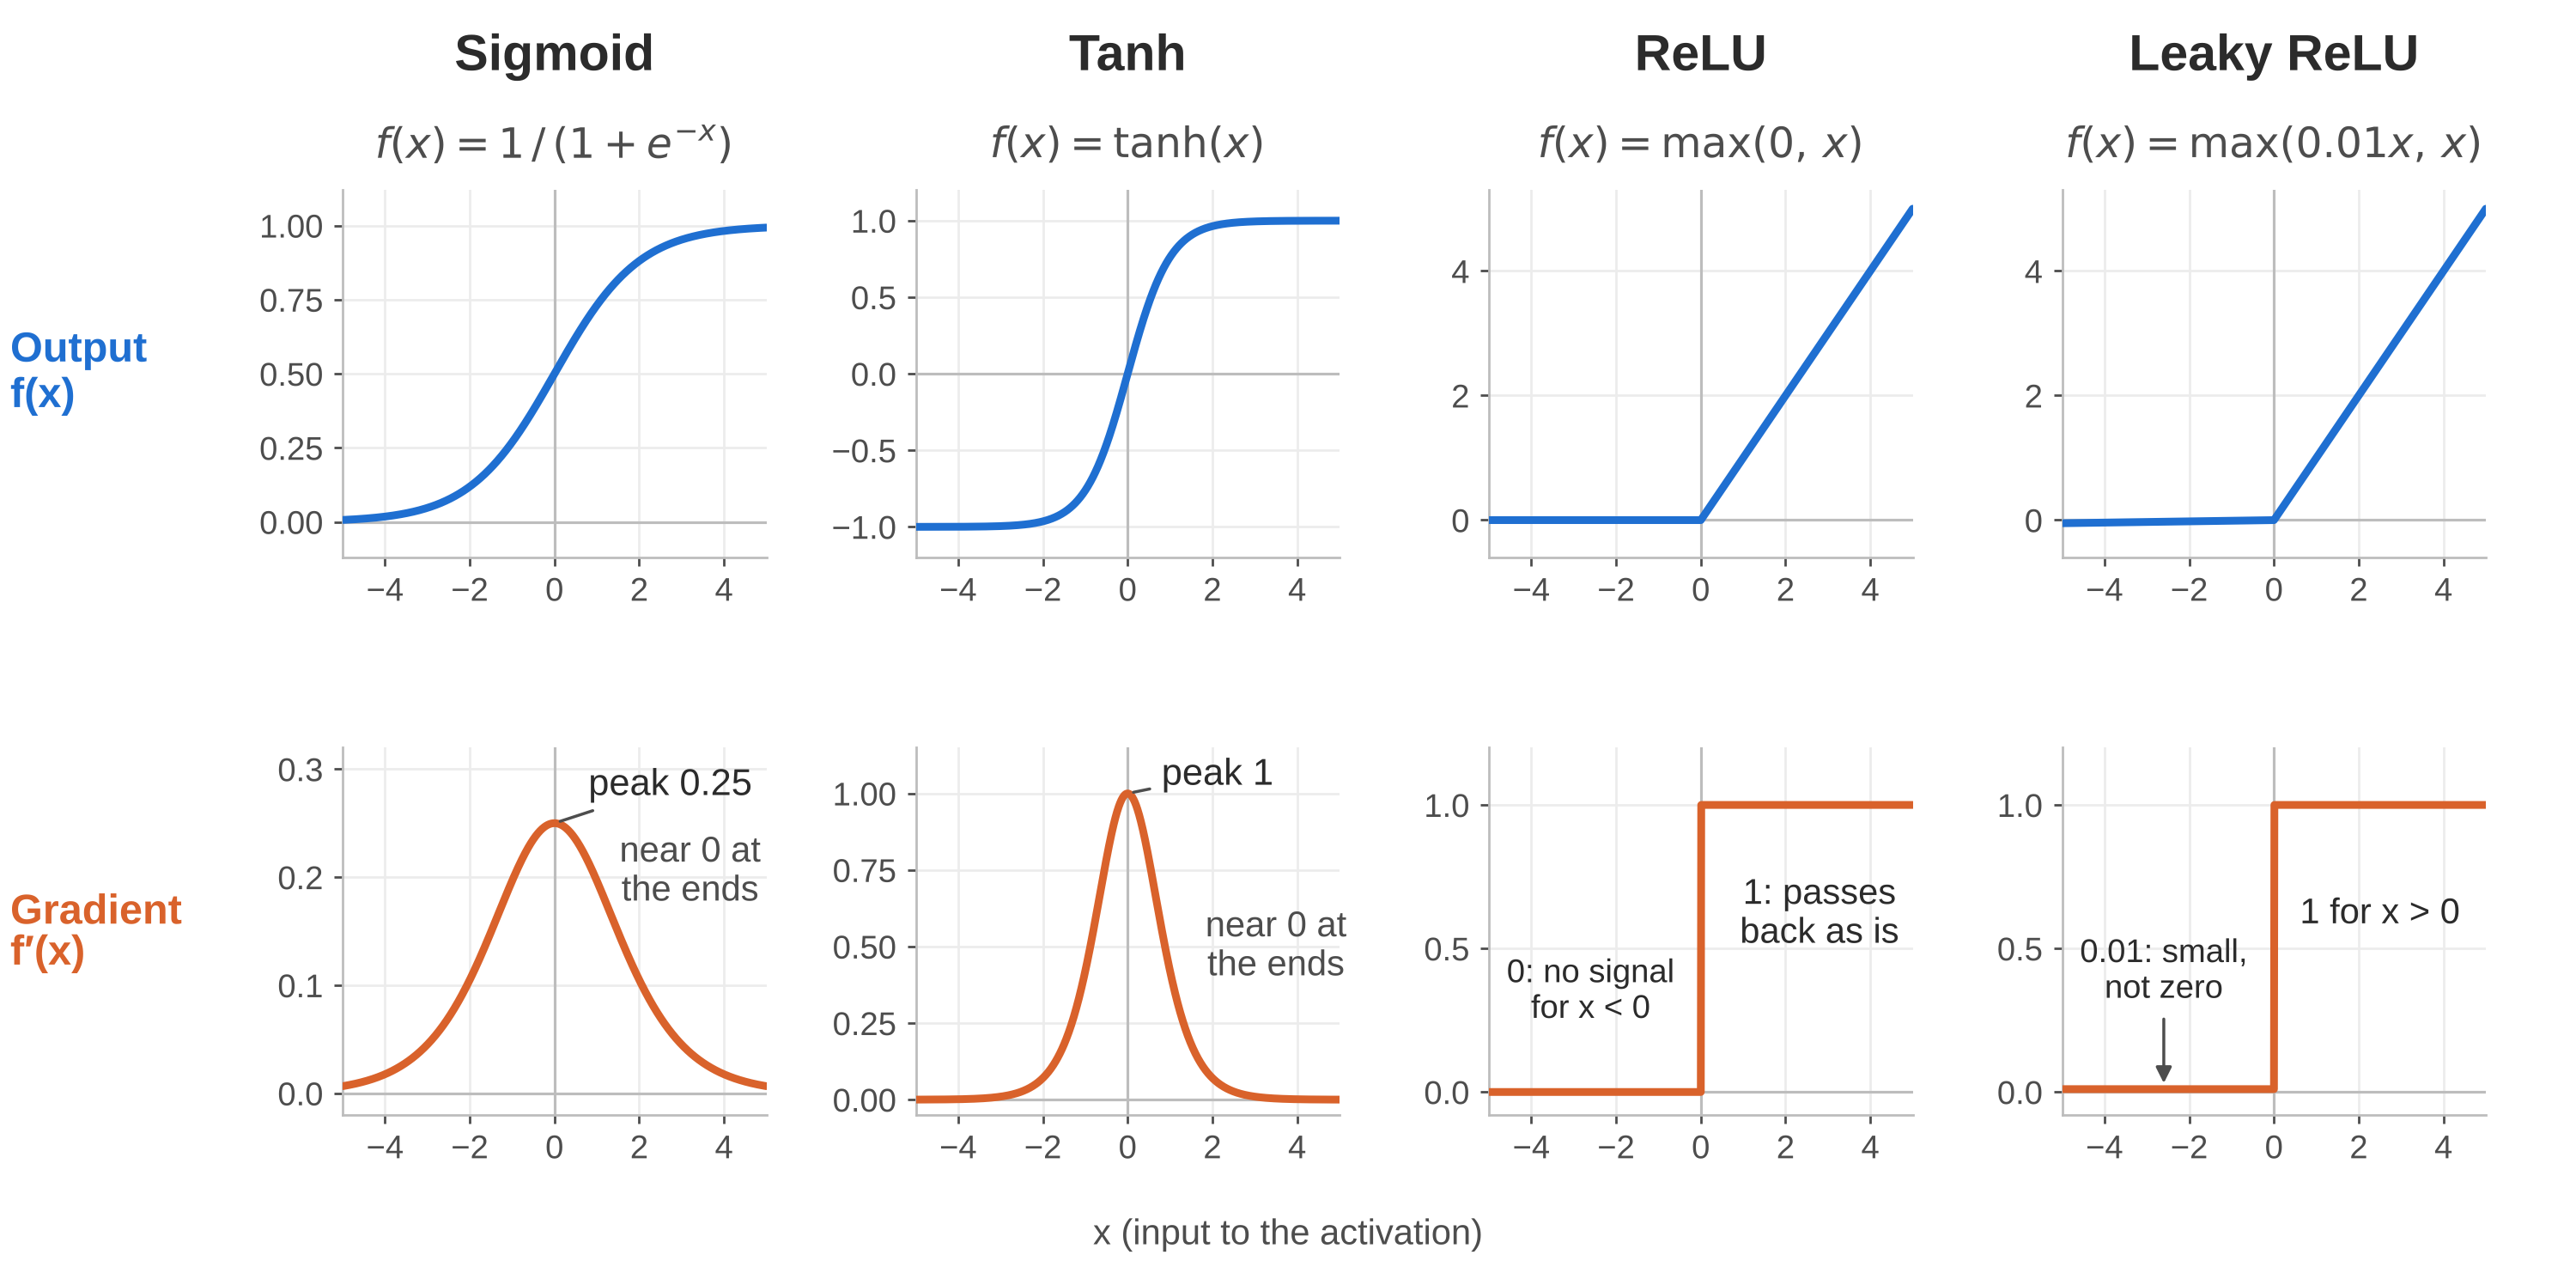 Sigmoid
Tanh
ReLU
Leaky ReLU
f(x) = 1 / (1 + e⁻ˣ)
f(x) = tanh(x)
f(x) = max(0, x)
f(x) = max(0.01x, x)
Output
f(x)
1.00
0.75
0.50
0.25
0.00
−4 −2 0 2 4
1.0
0.5
0.0
−0.5
−1.0
−4 −2 0 2 4
4
2
0
−4 −2 0 2 4
4
2
0
−4 −2 0 2 4
Gradient
f′(x)
0.3
0.2
0.1
0.0
peak 0.25
near 0 at
the ends
−4 −2 0 2 4
1.00
0.75
0.50
0.25
0.00
peak 1
near 0 at
the ends
−4 −2 0 2 4
1.0
0.5
0.0
1: passes
back as is
0: no signal
for x < 0
−4 −2 0 2 4
1.0
0.5
0.0
1 for x > 0
0.01: small,
not zero
−4 −2 0 2 4
x (input to the activation)